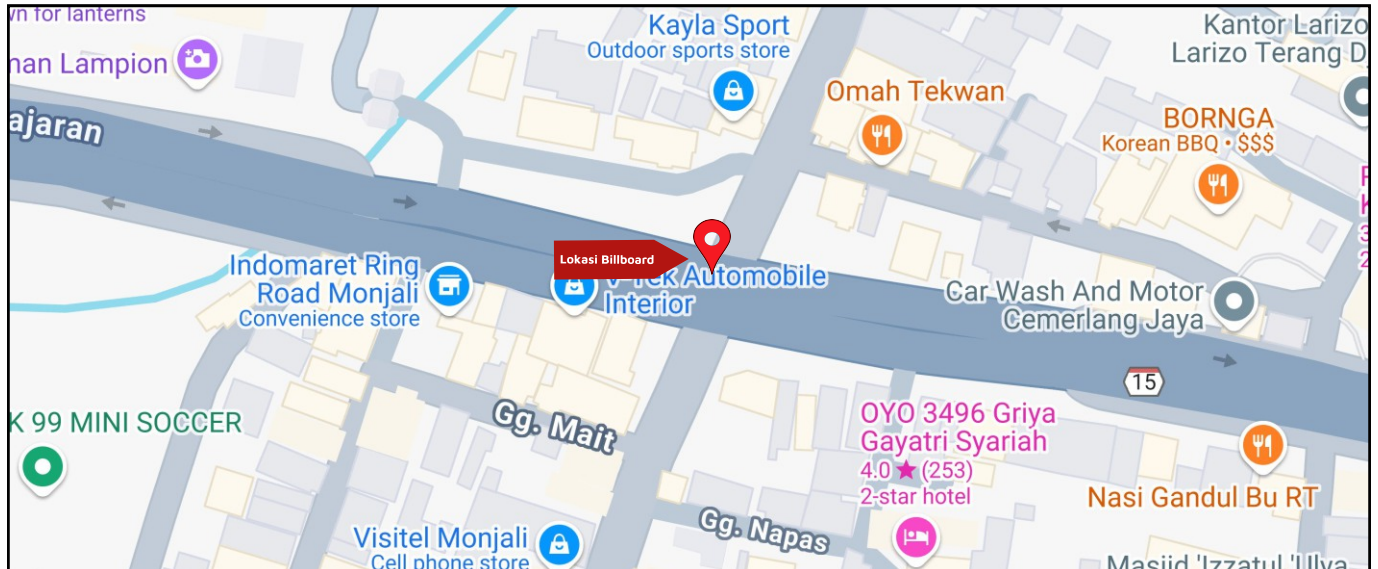 vn for lanterns
nan Lampion
ajaran
Kayla Sport
Outdoor sports store
Omah Tekwan
Kantor Larizo
Larizo Terang D
BORNGA
Korean BBQ • $$$
Lokasi Billboard
Indomaret Ring
Road Monjali
Convenience store
V-Tek Automobile
Interior
Car Wash And Motor
Cemerlang Jaya
15
K 99 MINI SOCCER
Gg. Mait
OYO 3496 Griya
Gayatri Syariah
4.0 ★ (253)
2-star hotel
Nasi Gandul Bu RT
Visitel Monjali
Cell phone store
Gg. Napas
Masjid 'Izzatul 'Ulya